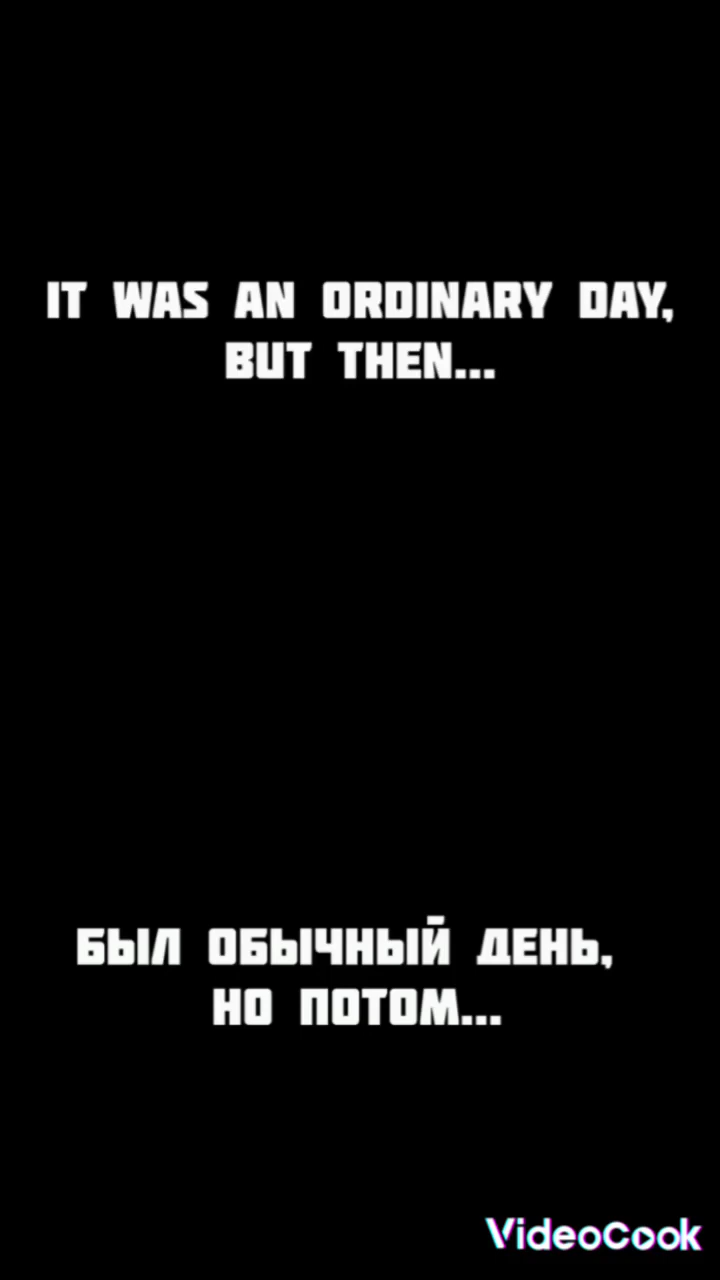 IT WAS AN ORDINARY DAY,
BUT THEN...
БЫЛ ОБЫЧНЫЙ ДЕНЬ,
НО ПОТОМ...
VideoCook